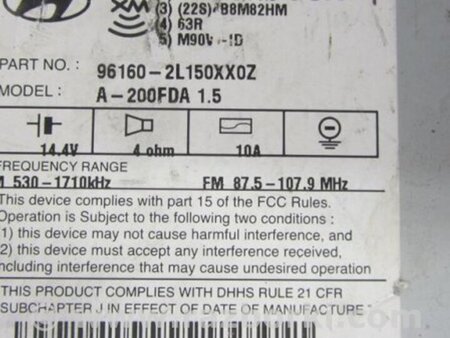 XM (3) (22S)/B8M82HM
(4) 63R
5) M90V
PART NO. : 96160-2L150XX0Z
MODEL : A-200FDA 1.5
14.4V 4 ohm 10A
FREQUENCY RANGE
M 530-1710kHz FM 87.5-107.9 MHz
This device complies with part 15 of the FCC Rules.
Operation is Subject to the following two conditions :
1) this device may not cause harmful interference, and
2) this device must accept any interference received,
including interference that may cause undesired operation
THIS PRODUCT COMPLIES WITH DHHS RULE 21 CFR
SUBCHAPTER J IN EFFECT OF DATE OF MANUFACTURE